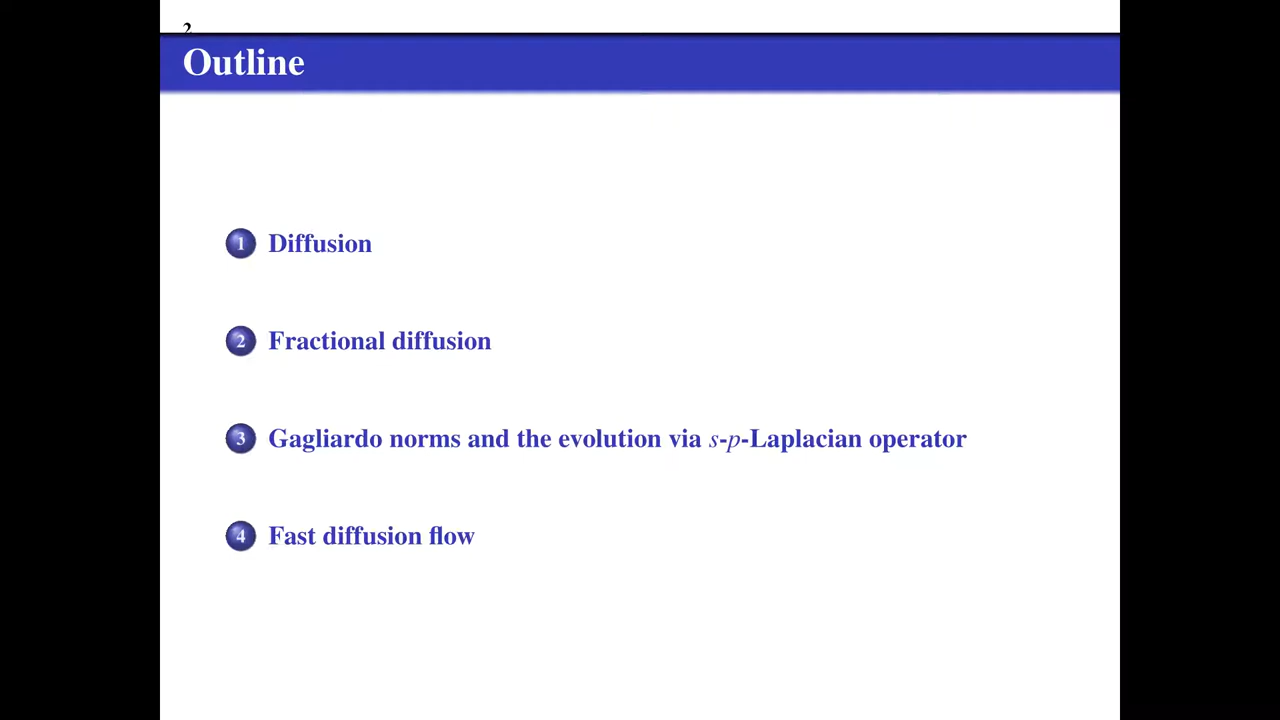 2
Outline
1 Diffusion
2 Fractional diffusion
3 Gagliardo norms and the evolution via s-p-Laplacian operator
4 Fast diffusion flow